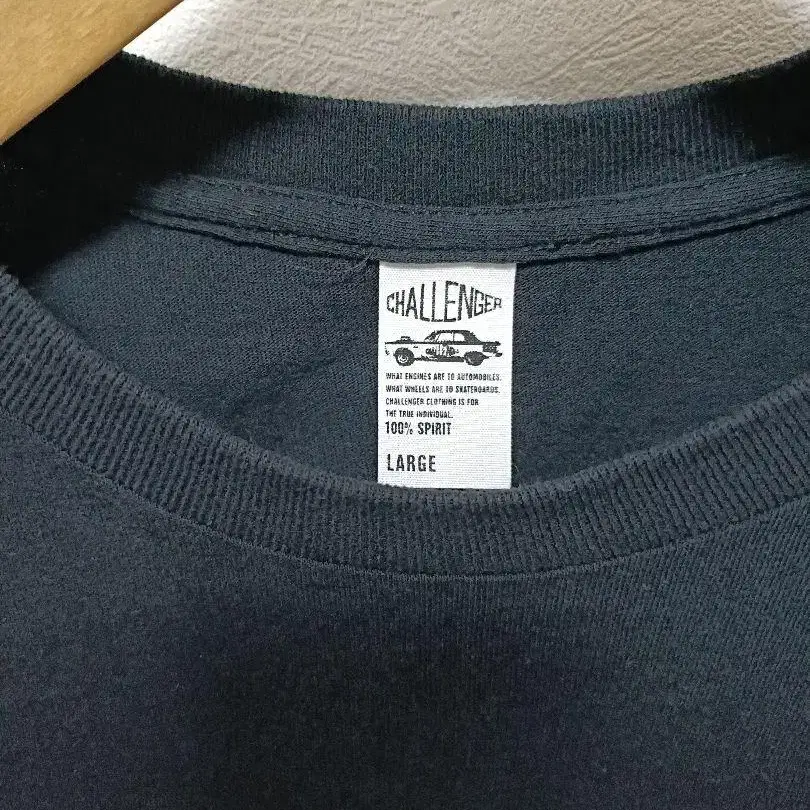 CHALLENGER
WHAT ENGINES ARE TO AUTOMOBILES.
WHAT WHEELS ARE TO SKATEBOARDS.
CHALLENGER CLOTHING IS FOR
THE TRUE INDIVIDUAL.
100% SPIRIT
LARGE